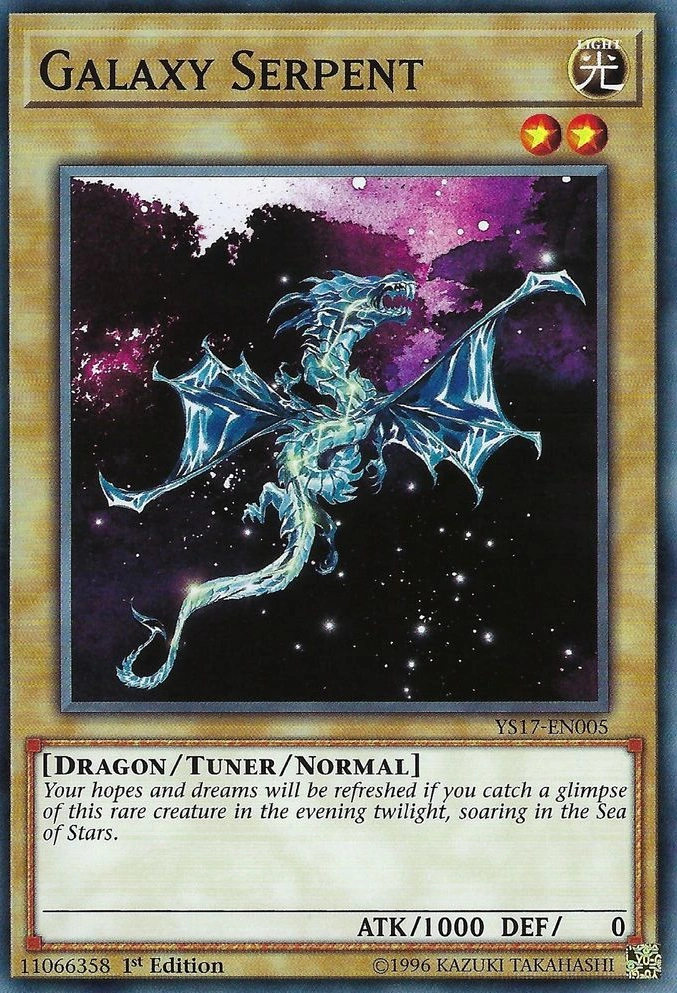 GALAXY SERPENT
LIGHT
光
YS17-EN005
[DRAGON/TUNER/NORMAL]
Your hopes and dreams will be refreshed if you catch a glimpse
of this rare creature in the evening twilight, soaring in the Sea
of Stars.
ATK/1000 DEF/ 0
11066358 1st Edition ©1996 KAZUKI TAKAHASHI